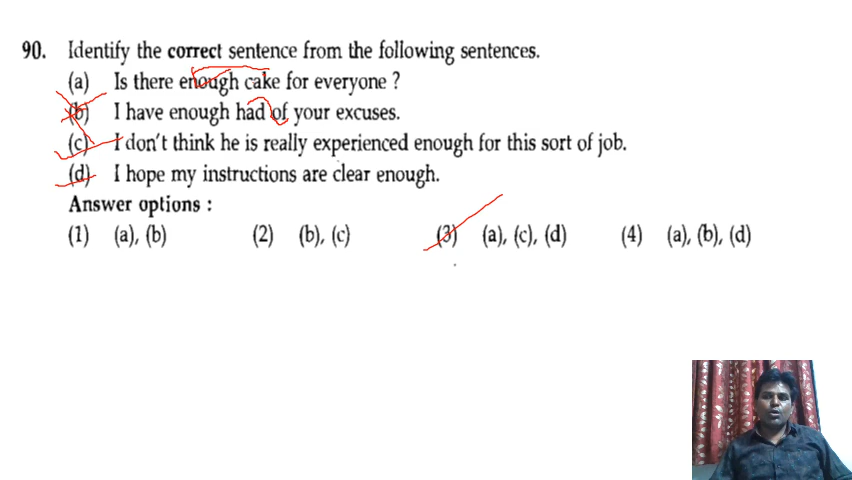 90. Identify the correct sentence from the following sentences.
(a) Is there enough cake for everyone ?
(b) I have enough had of your excuses.
(c) I don't think he is really experienced enough for this sort of job.
(d) I hope my instructions are clear enough.
Answer options :
(1) (a), (b) (2) (b), (c) (3) (a), (c), (d) (4) (a), (b), (d)